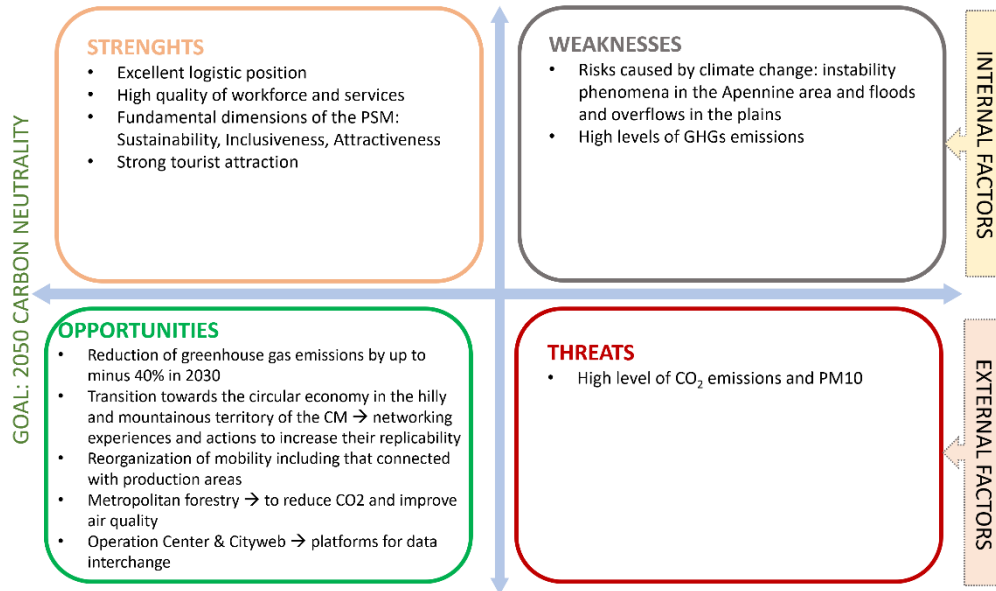 GOAL: 2050 CARBON NEUTRALITY
STRENGHTS
• Excellent logistic position
• High quality of workforce and services
• Fundamental dimensions of the PSM:
Sustainability, Inclusiveness, Attractiveness
• Strong tourist attraction
WEAKNESSES
• Risks caused by climate change: instability
phenomena in the Apennine area and floods
and overflows in the plains
• High levels of GHGs emissions
INTERNAL FACTORS
OPPORTUNITIES
• Reduction of greenhouse gas emissions by up to
minus 40% in 2030
• Transition towards the circular economy in the hilly
and mountainous territory of the CM → networking
experiences and actions to increase their replicability
• Reorganization of mobility including that connected
with production areas
• Metropolitan forestry → to reduce CO2 and improve
air quality
• Operation Center & Cityweb → platforms for data
interchange
THREATS
• High level of CO₂ emissions and PM10
EXTERNAL FACTORS